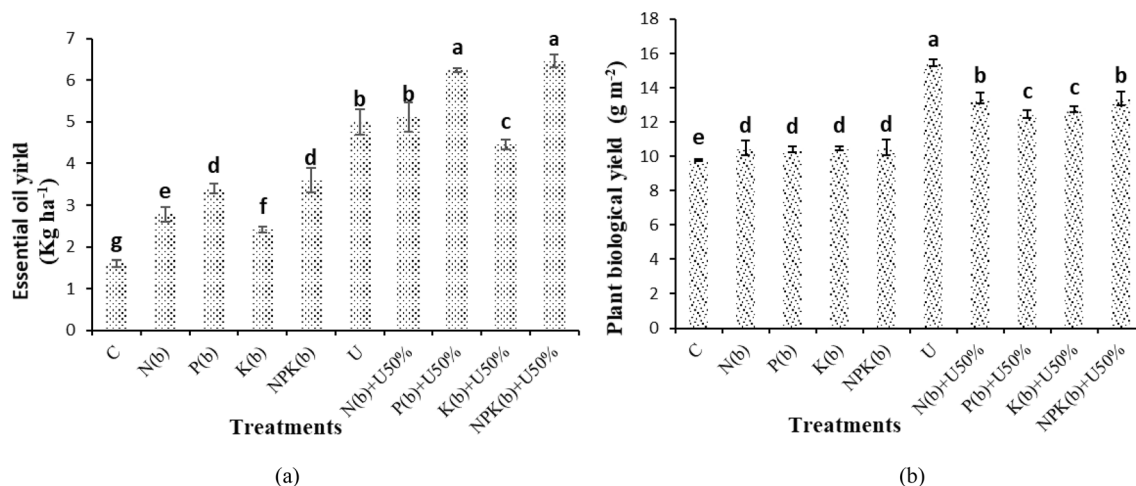 Essential oil yirld
(Kg ha⁻¹)
7
6
5
4
3
2
1
0
g
e
d
f
d
b
b
a
c
a
C
N(b)
P(b)
K(b)
NPK(b)
U
N(b)+U50%
P(b)+U50%
K(b)+U50%
NPK(b)+U50%
Treatments
(a)
Plant biological yield (g m⁻²)
18
16
14
12
10
8
6
4
2
0
e
d
d
d
d
a
b
c
c
b
C
N(b)
P(b)
K(b)
NPK(b)
U
N(b)+U50%
P(b)+U50%
K(b)+U50%
NPK(b)+U50%
Treatments
(b)